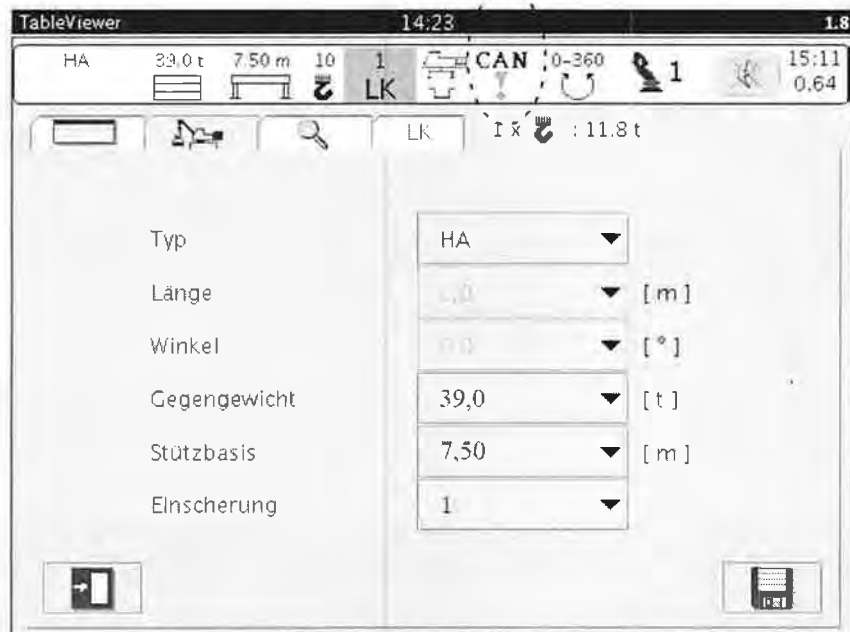 TableViewer 14:23 1.8
HA 39,0 t 7.50 m 10 1 CAN 0-360 1 15:11
LK ! 0.64
LK 1 x : 11.8 t
Typ HA
Länge [ m ]
Winkel [ ° ]
Gegengewicht 39,0 [ t ]
Stützbasis 7,50 [ m ]
Einscherung 1